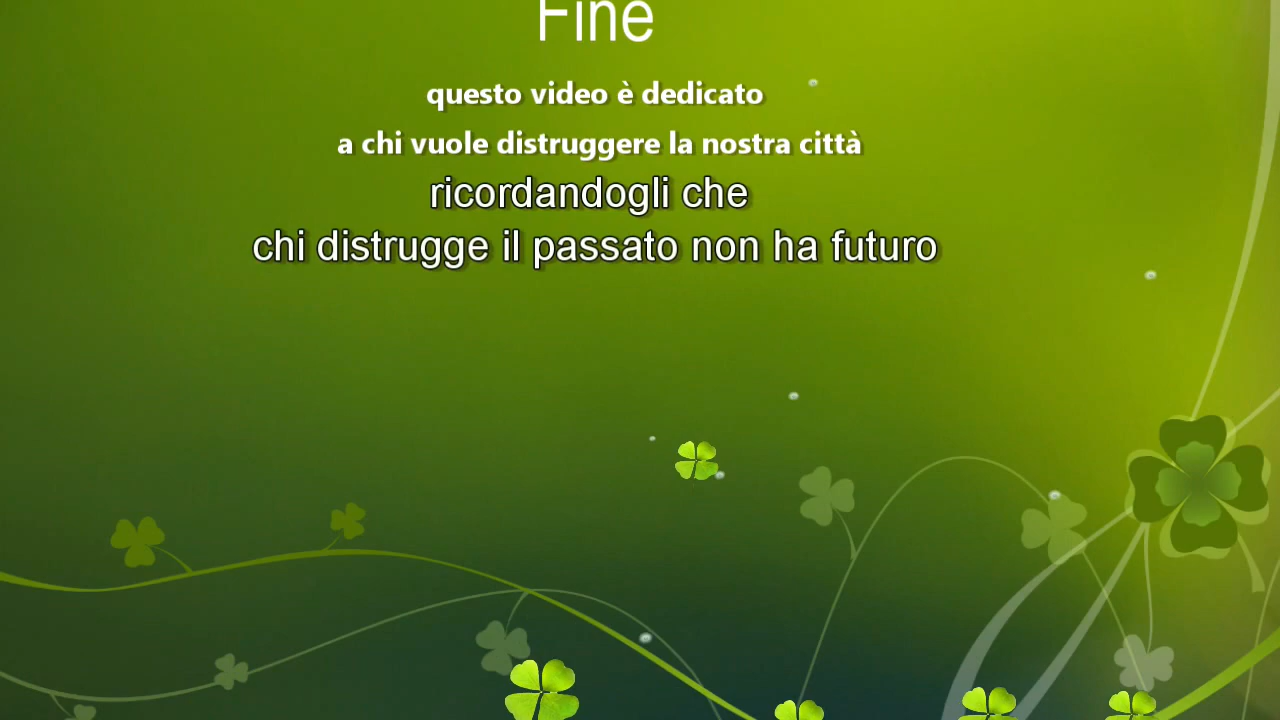 Fine
questo video è dedicato
a chi vuole distruggere la nostra città
ricordandogli che
chi distrugge il passato non ha futuro